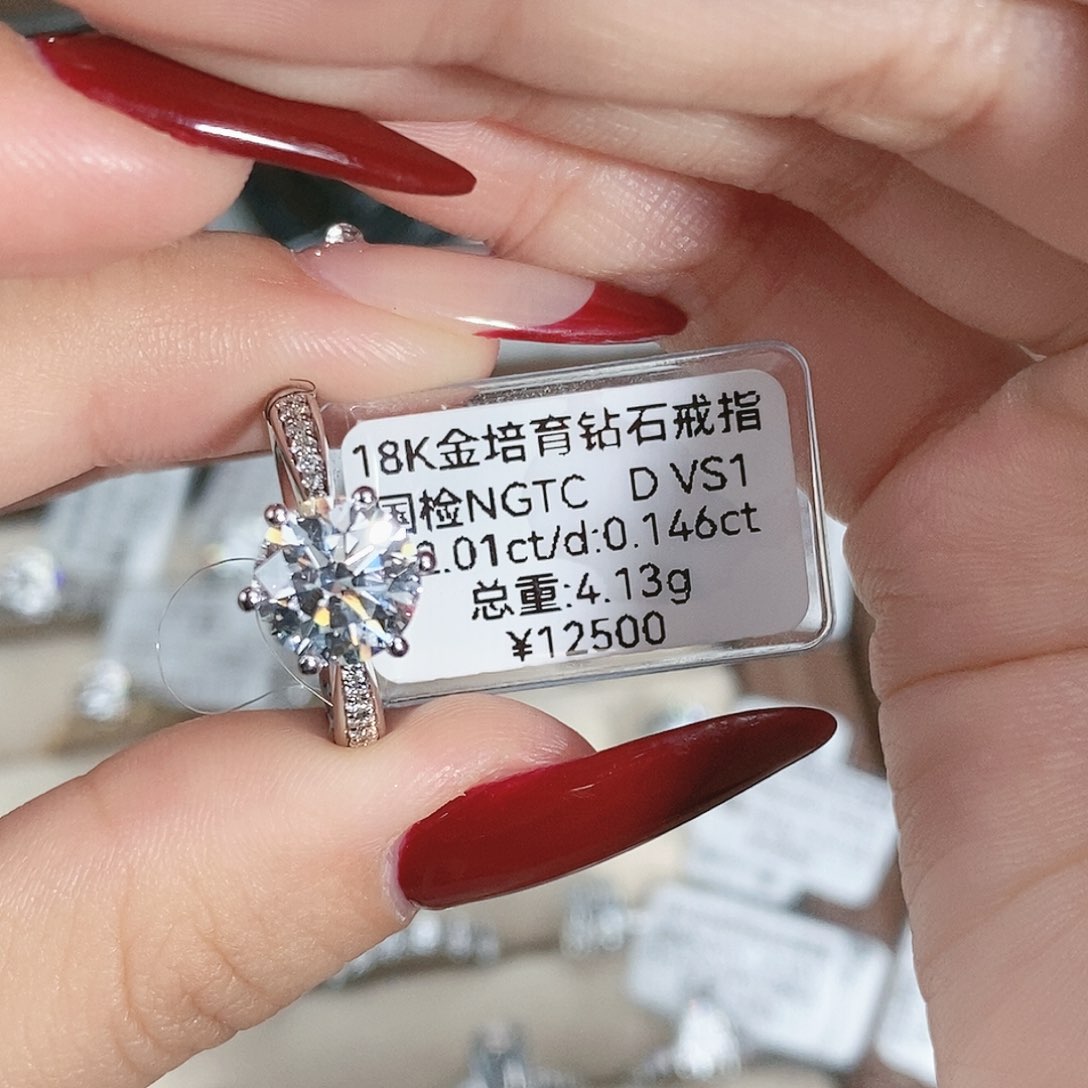 18K金培育钻石戒指
国检NGTC D VS1
2.01ct/d:0.146ct
总重:4.13g
¥12500